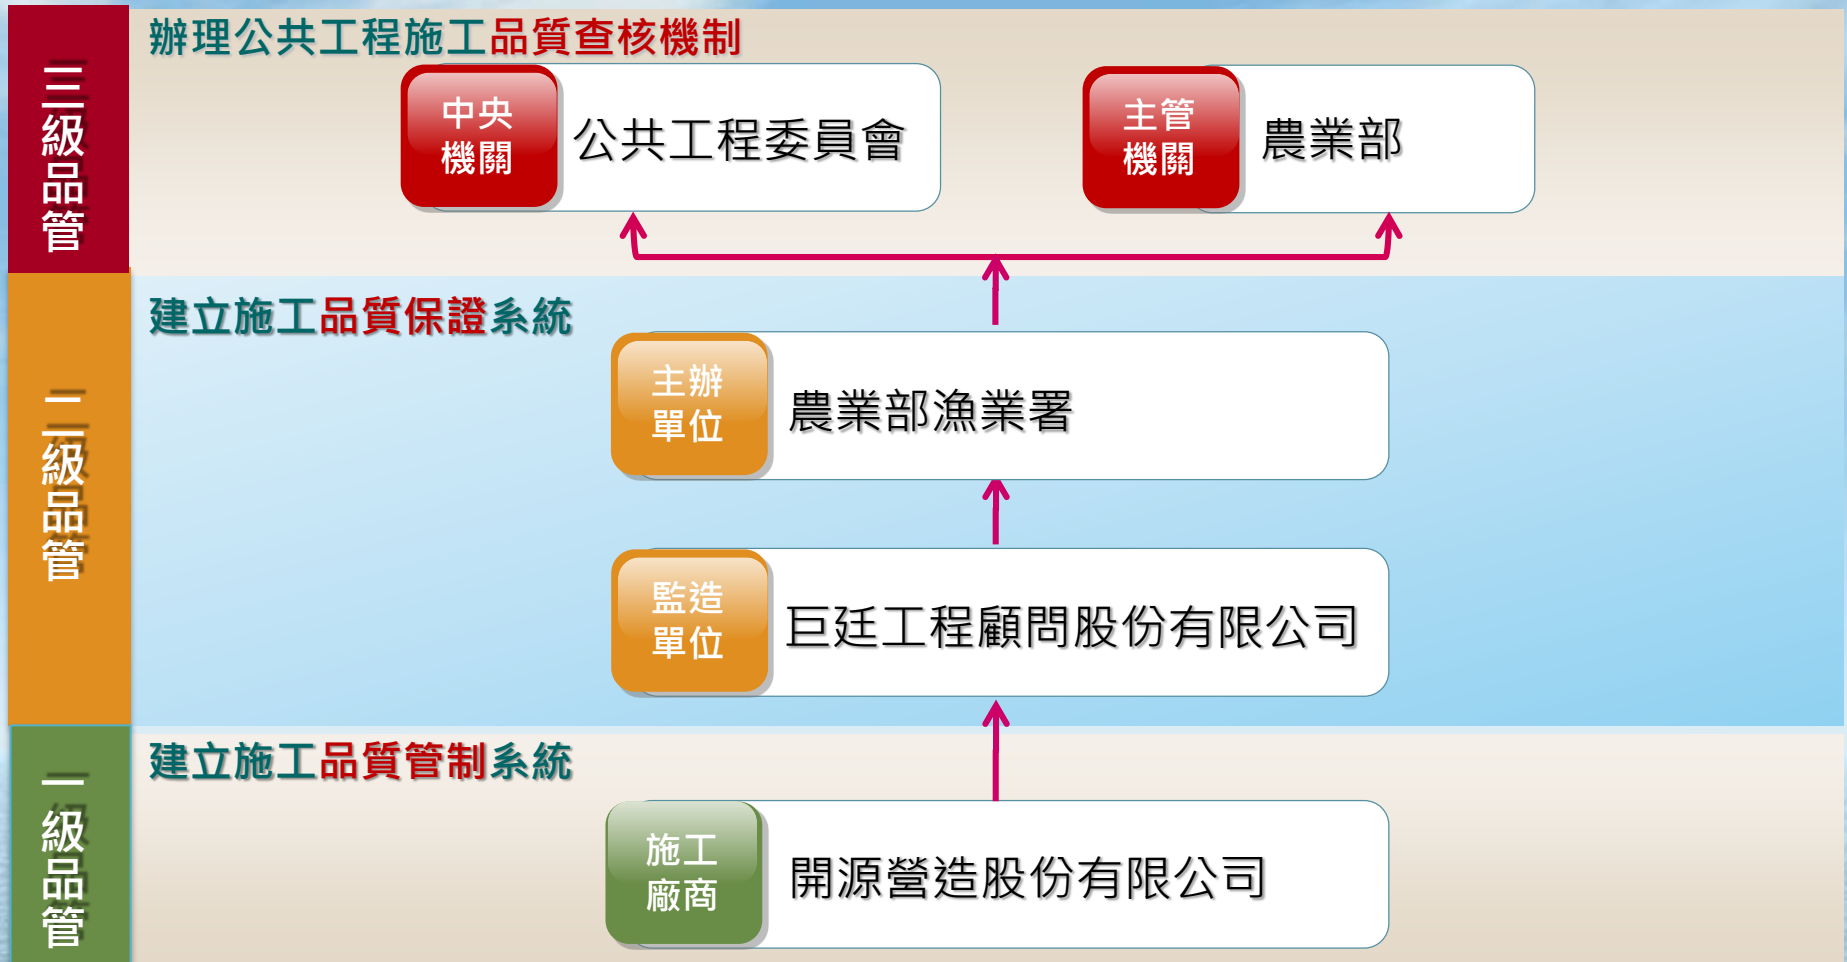 三級品管
辦理公共工程施工品質查核機制
中央
機關
公共工程委員會
主管
機關
農業部
二級品管
建立施工品質保證系統
主辦
單位
農業部漁業署
監造
單位
巨廷工程顧問股份有限公司
一級品管
建立施工品質管制系統
施工
廠商
開源營造股份有限公司